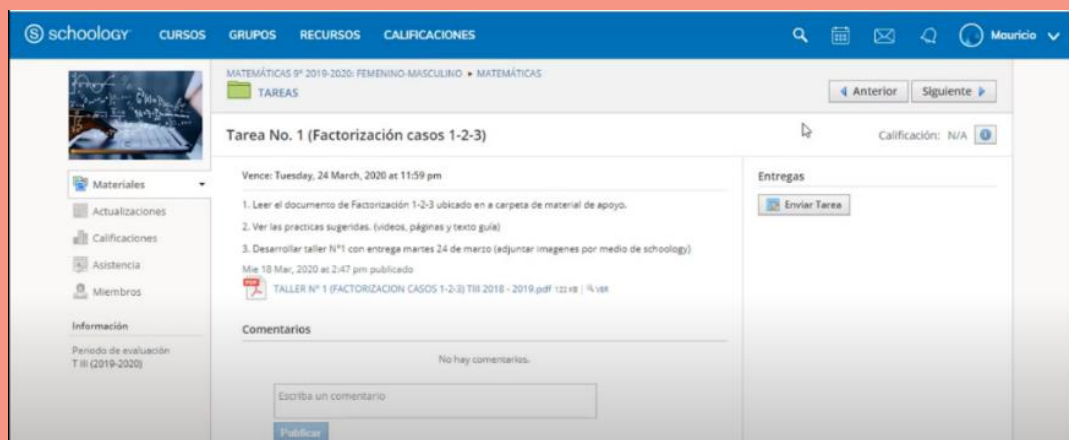 schoology CURSOS GRUPOS RECURSOS CALIFICACIONES Mauricio
MATEMÁTICAS 9° 2019-2020: FEMENINO-MASCULINO ▸ MATEMÁTICAS
TAREAS
Anterior Siguiente
Tarea No. 1 (Factorización casos 1-2-3)
Calificación: N/A
Materiales
Actualizaciones
Calificaciones
Asistencia
Miembros
Información
Periodo de evaluación
T III (2019-2020)
Vence: Tuesday, 24 March, 2020 at 11:59 pm
1. Leer el documento de Factorización 1-2-3 ubicado en a carpeta de material de apoyo.
2. Ver las practicas sugeridas. (videos, páginas y texto guía)
3. Desarrollar taller N°1 con entrega martes 24 de marzo (adjuntar imagenes por medio de schoology)
Mie 18 Mar, 2020 at 2:47 pm publicado
TALLER N° 1 (FACTORIZACION CASOS 1-2-3) TIII 2018 - 2019.pdf 122 KB | VER
Comentarios
No hay comentarios.
Escriba un comentario
Publicar
Entregas
Enviar Tarea